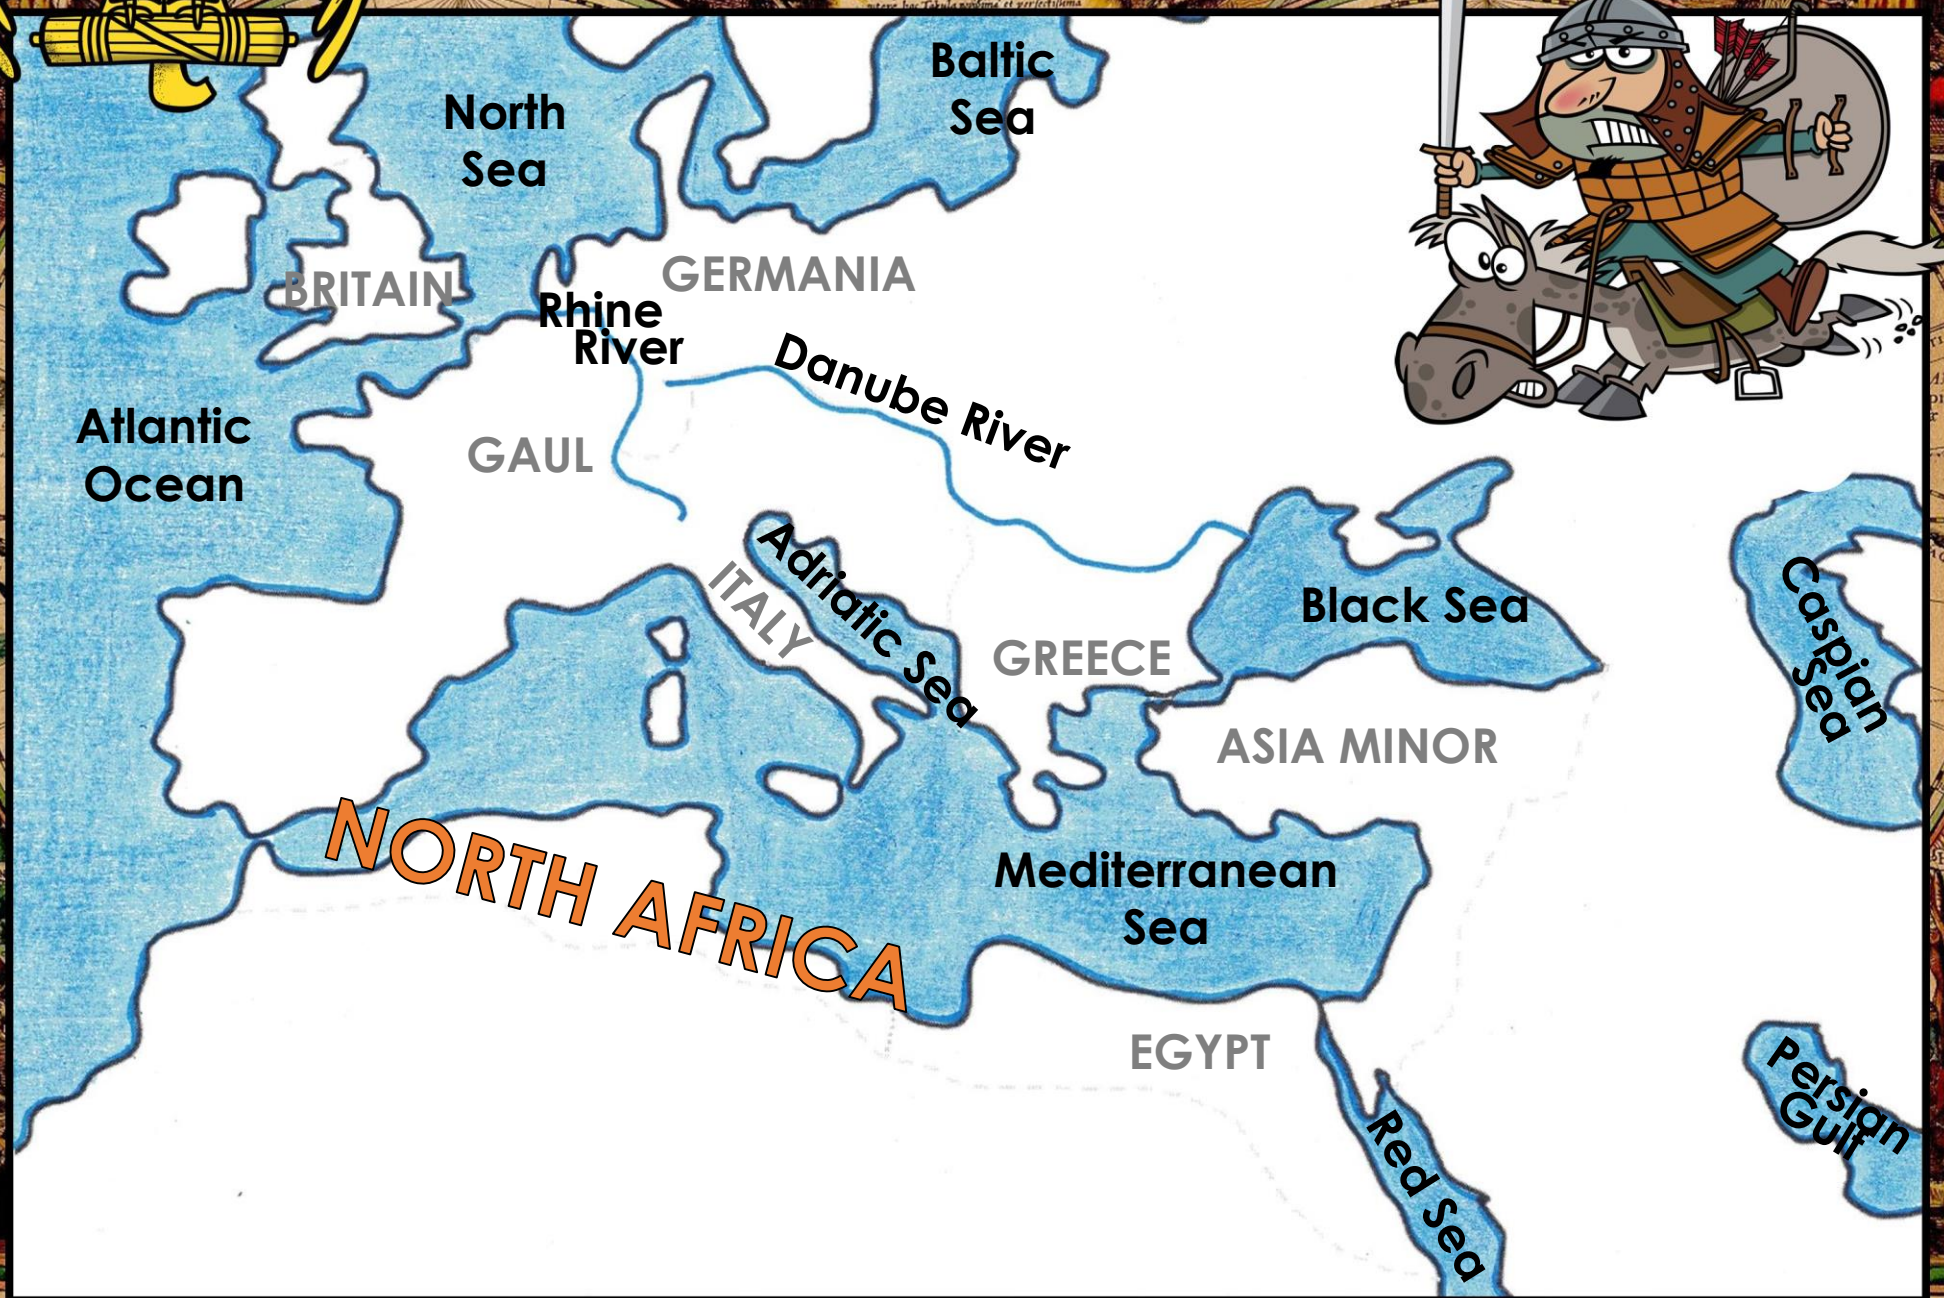 Baltic
Sea
North
Sea
BRITAIN
GERMANIA
Rhine
River
Danube River
Atlantic
Ocean
GAUL
Adriatic Sea
ITALY
Black Sea
Caspian
Sea
GREECE
ASIA MINOR
NORTH AFRICA
Mediterranean
Sea
EGYPT
Persian
Gulf
Red Sea